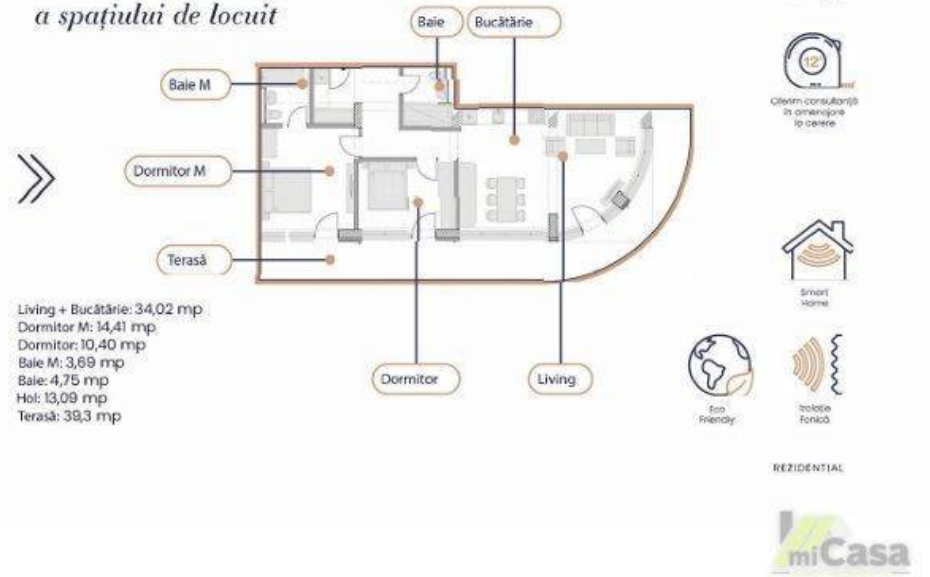 a spațiului de locuit
Baie
Bucătărie
Baie M
Dormitor M
Terasă
Dormitor
Living
Living + Bucătărie: 34,02 mp
Dormitor M: 14,41 mp
Dormitor: 10,40 mp
Baie M: 3,69 mp
Baie: 4,75 mp
Hol: 13,09 mp
Terasă: 39,3 mp
12"
Oferim consultanță
în amenajare
la cerere
Smart
Home
Eco
Friendly
Izolație
Fonică
REZIDENTIAL
miCasa